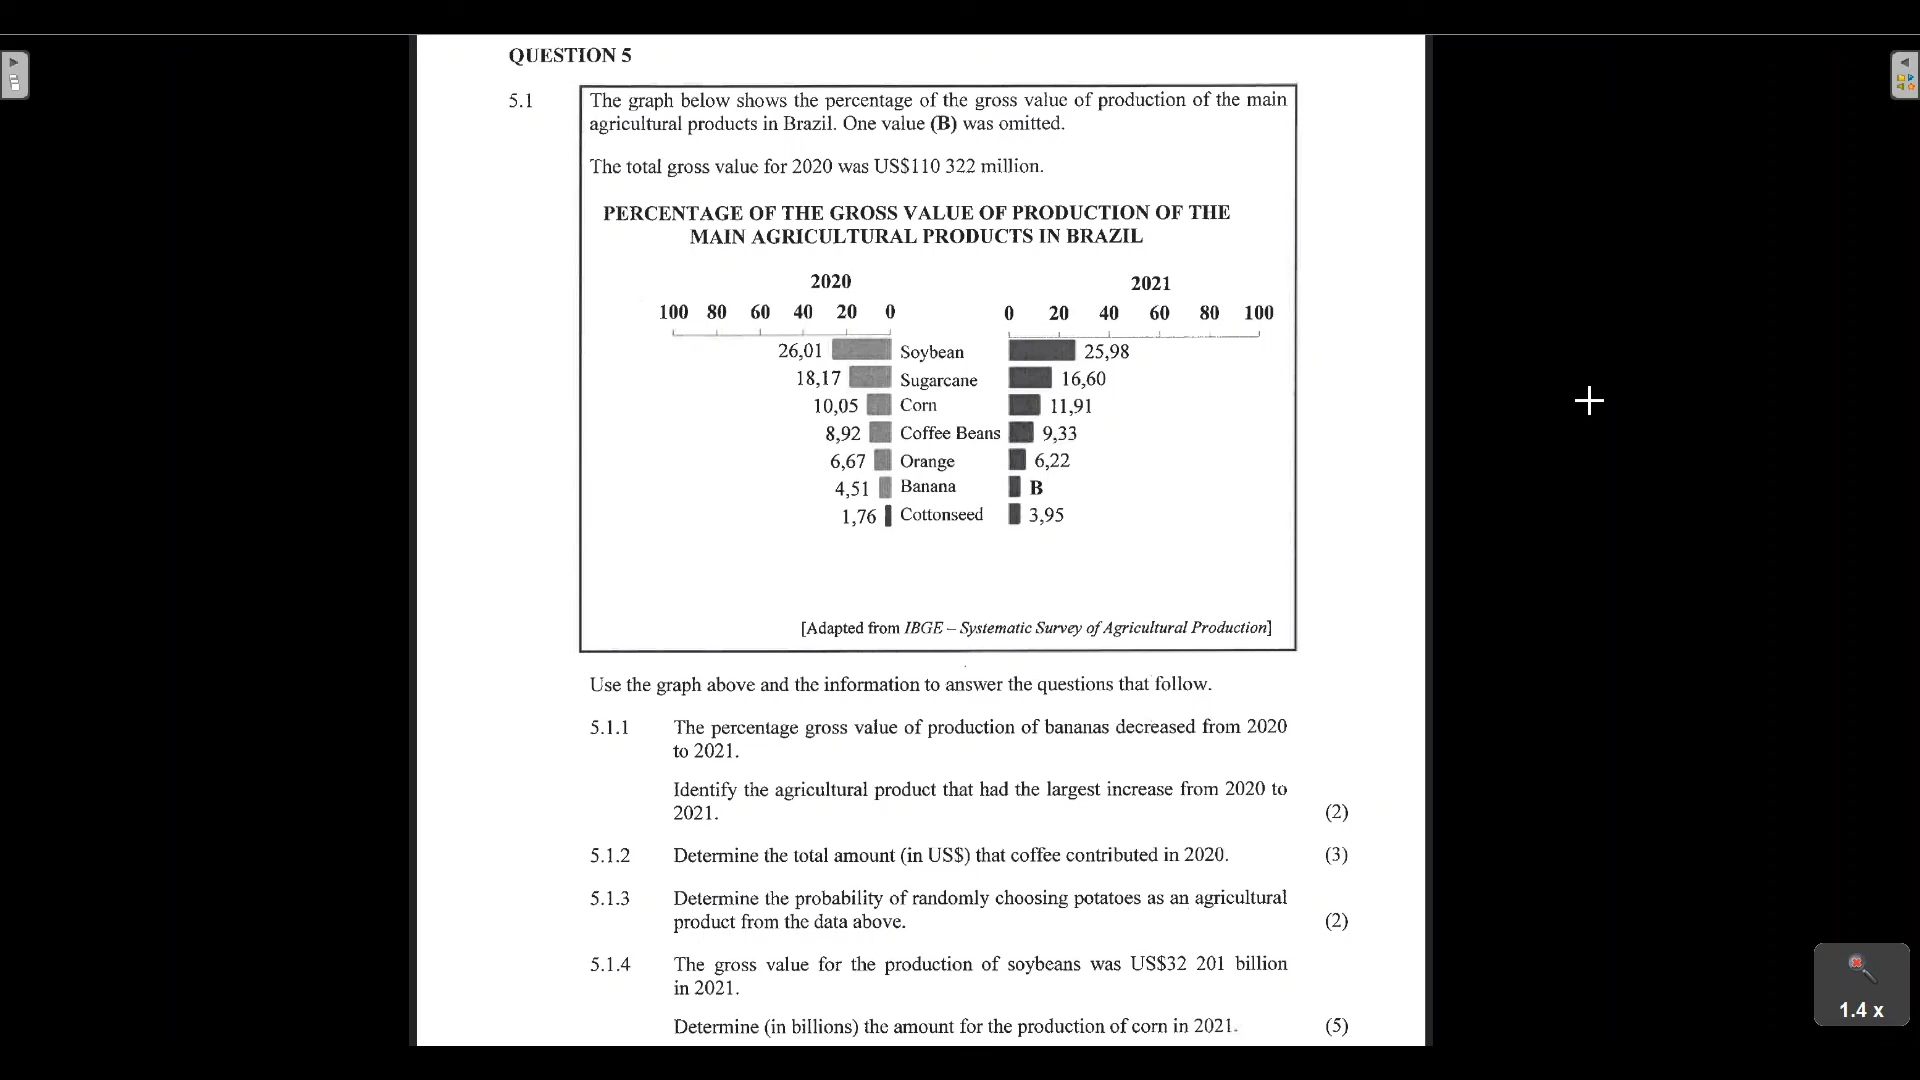 QUESTION 5
5.1
The graph below shows the percentage of the gross value of production of the main
agricultural products in Brazil. One value (B) was omitted.
The total gross value for 2020 was US$110 322 million.
PERCENTAGE OF THE GROSS VALUE OF PRODUCTION OF THE
MAIN AGRICULTURAL PRODUCTS IN BRAZIL
2020 2021
100 80 60 40 20 0 0 20 40 60 80 100
26,01 Soybean 25,98
18,17 Sugarcane 16,60
10,05 Corn 11,91
8,92 Coffee Beans 9,33
6,67 Orange 6,22
4,51 Banana B
1,76 Cottonseed 3,95
[Adapted from IBGE – Systematic Survey of Agricultural Production]
Use the graph above and the information to answer the questions that follow.
5.1.1 The percentage gross value of production of bananas decreased from 2020
to 2021.
Identify the agricultural product that had the largest increase from 2020 to
2021. (2)
5.1.2 Determine the total amount (in US$) that coffee contributed in 2020. (3)
5.1.3 Determine the probability of randomly choosing potatoes as an agricultural
product from the data above. (2)
5.1.4 The gross value for the production of soybeans was US$32 201 billion
in 2021.
Determine (in billions) the amount for the production of corn in 2021. (5)
1.4 x